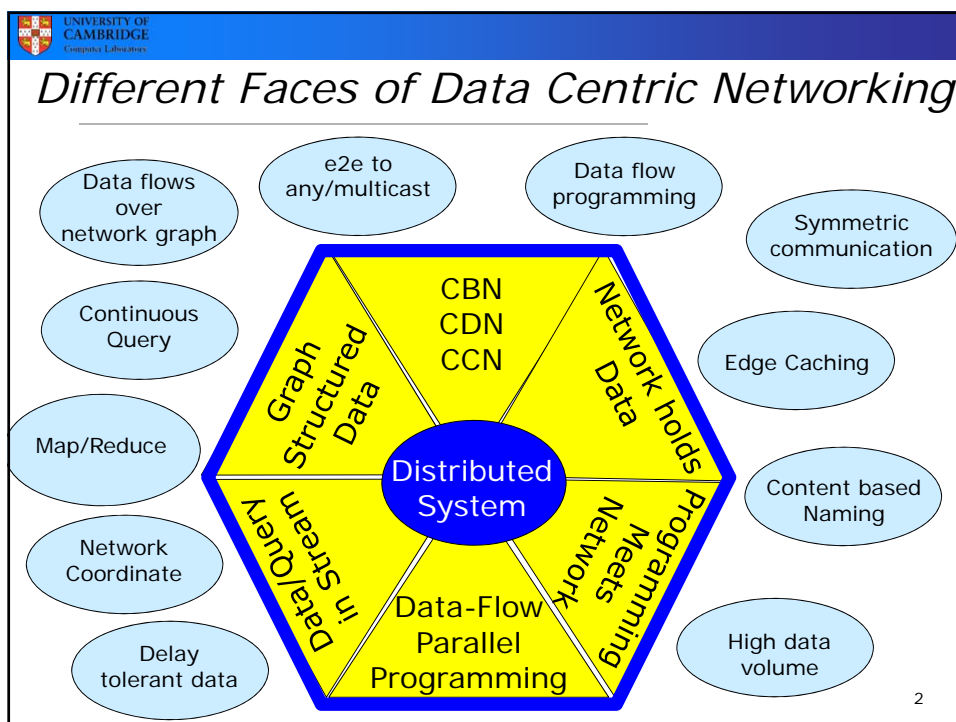 UNIVERSITY OF
CAMBRIDGE
Computer Laboratory
Different Faces of Data Centric Networking
Data flows
over
network graph
e2e to
any/multicast
Data flow
programming
Symmetric
communication
Continuous
Query
Edge Caching
Map/Reduce
Content based
Naming
Network
Coordinate
Delay
tolerant data
High data
volume
CBN
CDN
CCN
Network holds
Data
Programming
Meets
Network
Data-Flow
Parallel
Programming
Data/Query
in Stream
Graph
Structured
Data
Distributed
System
2